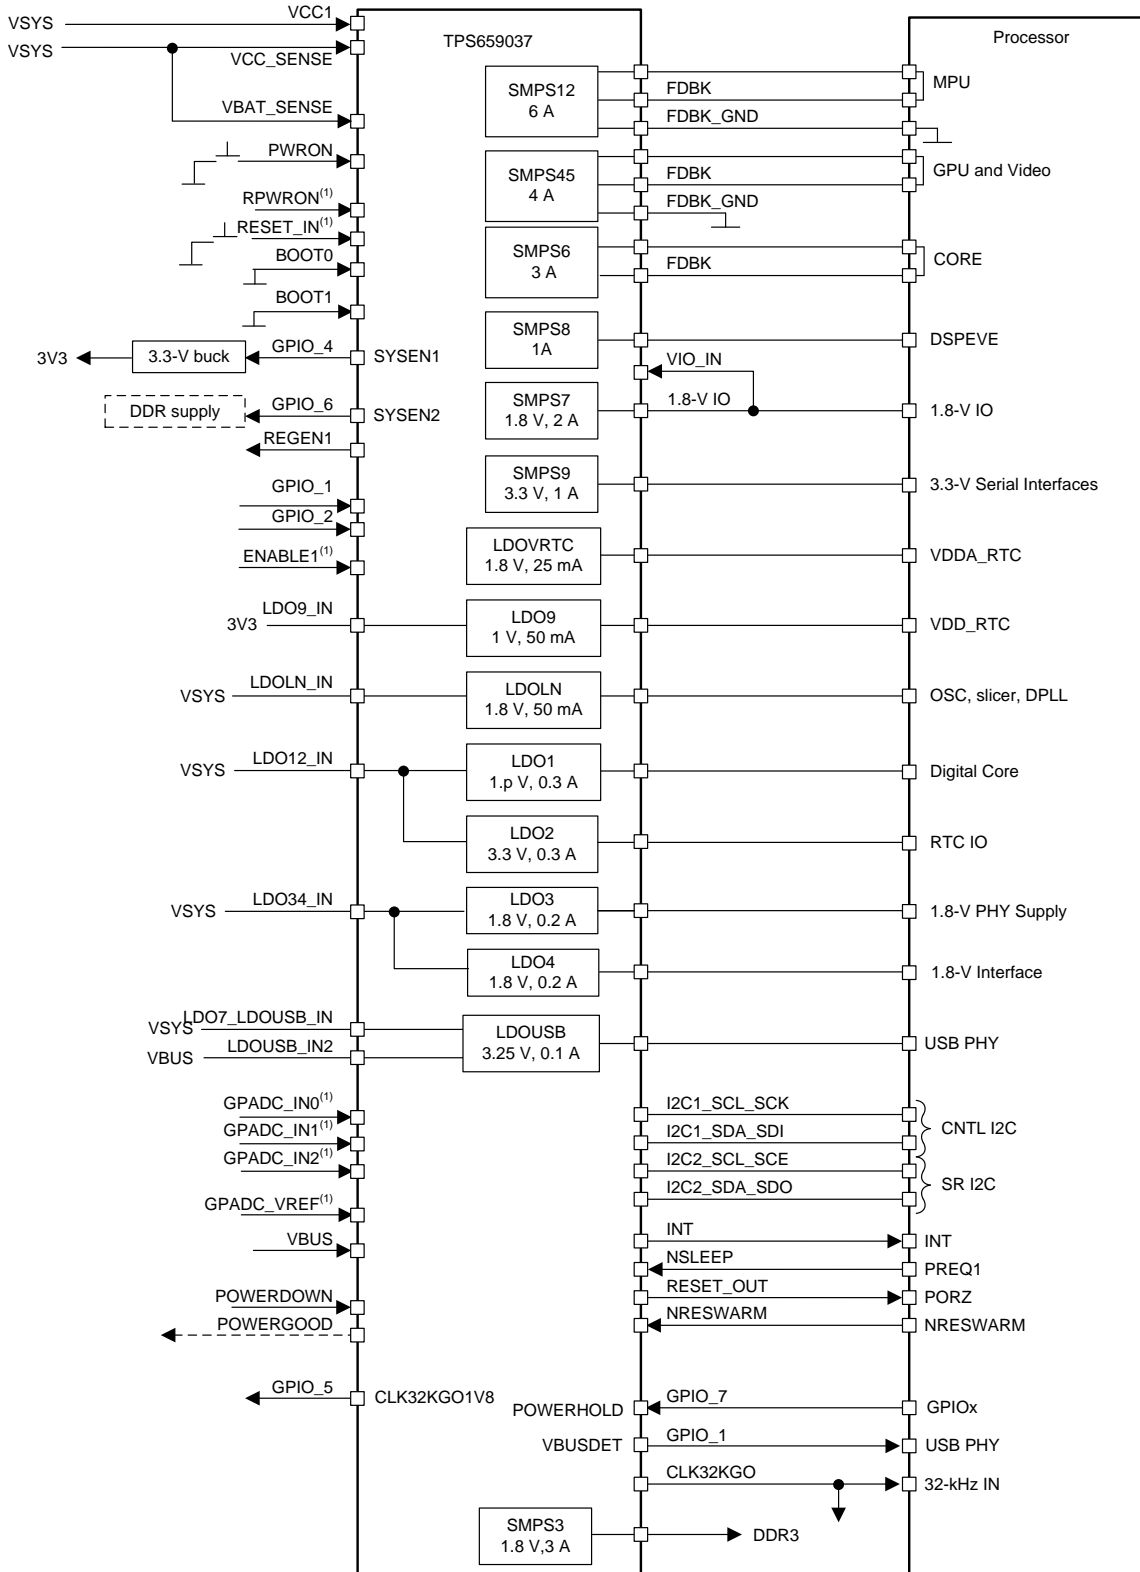 VCC1
VSYS
TPS659037
Processor
VSYS
VCC_SENSE
SMPS12
6 A
MPU
FDBK
VBAT_SENSE
FDBK_GND
PWRON
SMPS45
4 A
GPU and Video
FDBK
RPWRON(1)
FDBK_GND
RESET_IN(1)
BOOT0
SMPS6
3 A
CORE
FDBK
BOOT1
SMPS8
1A
DSPEVE
3V3
3.3-V buck
GPIO_4
SYSEN1
VIO_IN
DDR supply
GPIO_6
SYSEN2
SMPS7
1.8 V, 2 A
1.8-V IO
1.8-V IO
REGEN1
GPIO_1
SMPS9
3.3 V, 1 A
3.3-V Serial Interfaces
GPIO_2
ENABLE1(1)
LDOVRTC
1.8 V, 25 mA
VDDA_RTC
3V3
LDO9_IN
LDO9
1 V, 50 mA
VDD_RTC
VSYS
LDOLN_IN
LDOLN
1.8 V, 50 mA
OSC, slicer, DPLL
VSYS
LDO12_IN
LDO1
1.p V, 0.3 A
Digital Core
LDO2
3.3 V, 0.3 A
RTC IO
VSYS
LDO34_IN
LDO3
1.8 V, 0.2 A
1.8-V PHY Supply
LDO4
1.8 V, 0.2 A
1.8-V Interface
VSYS
LDO7_LDOUSB_IN
LDOUSB
3.25 V, 0.1 A
USB PHY
VBUS
LDOUSB_IN2
GPADC_IN0(1)
I2C1_SCL_SCK
GPADC_IN1(1)
I2C1_SDA_SDI
CNTL I2C
GPADC_IN2(1)
I2C2_SCL_SCE
I2C2_SDA_SDO
SR I2C
GPADC_VREF(1)
VBUS
INT
INT
NSLEEP
PREQ1
POWERDOWN
RESET_OUT
PORZ
POWERGOOD
NRESWARM
NRESWARM
GPIO_5
CLK32KGO1V8
POWERHOLD
GPIO_7
GPIOx
VBUSDET
GPIO_1
USB PHY
CLK32KGO
32-kHz IN
SMPS3
1.8 V,3 A
DDR3